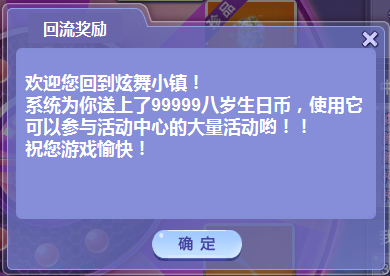 珍品
回流奖励
欢迎您回到炫舞小镇！
系统为你送上了99999八岁生日币，使用它
可以参与活动中心的大量活动哟！！
祝您游戏愉快！
确 定